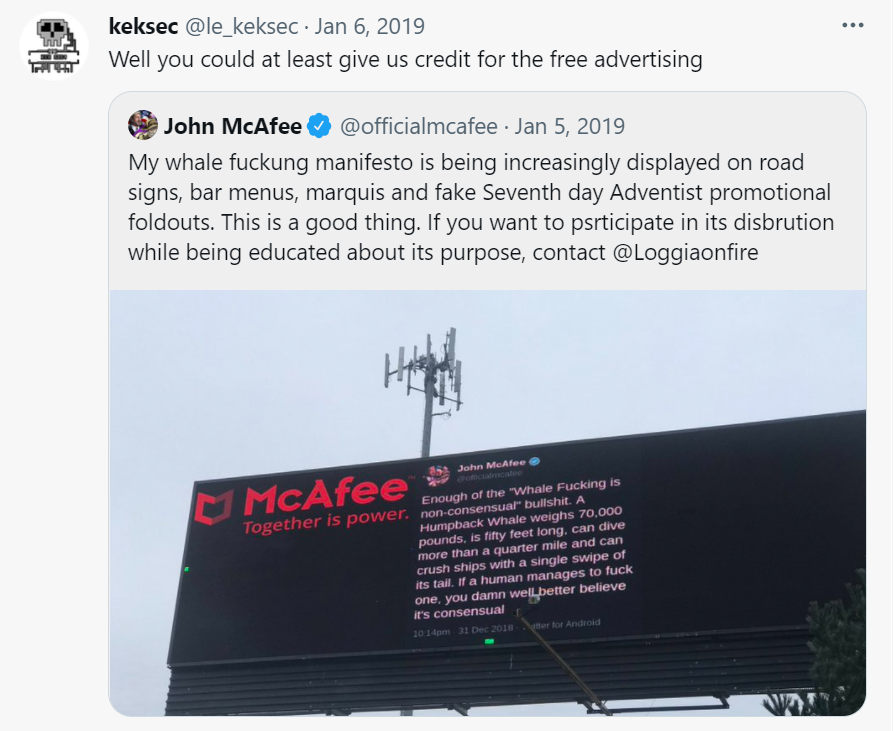 keksec @le_keksec · Jan 6, 2019
Well you could at least give us credit for the free advertising
John McAfee @officialmcafee · Jan 5, 2019
My whale fuckung manifesto is being increasingly displayed on road
signs, bar menus, marquis and fake Seventh day Adventist promotional
foldouts. This is a good thing. If you want to psrticipate in its disbrution
while being educated about its purpose, contact @Loggiaonfire
McAfee™
Together is power.
John McAfee
@officialmcafee
Enough of the "Whale Fucking is
non-consensual" bullshit. A
Humpback Whale weighs 70,000
pounds, is fifty feet long, can dive
more than a quarter mile and can
crush ships with a single swipe of
its tail. If a human manages to fuck
one, you damn well better believe
it's consensual
10:14pm 31 Dec 2018 · for Android